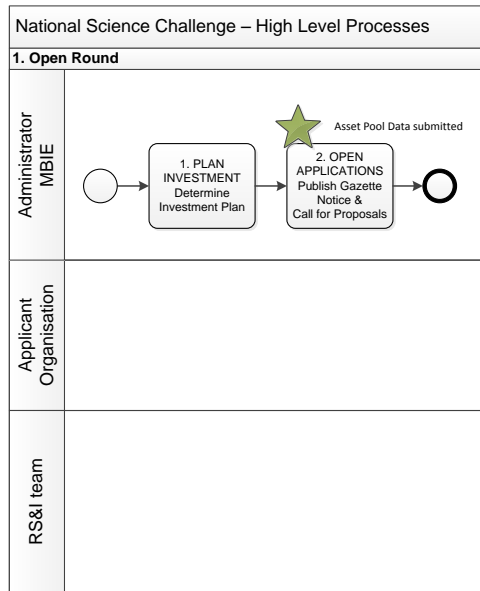 National Science Challenge – High Level Processes
1. Open Round
Administrator
MBIE
Asset Pool Data submitted
1. PLAN
INVESTMENT
Determine
Investment Plan
2. OPEN
APPLICATIONS
Publish Gazette
Notice &
Call for Proposals
Applicant
Organisation
RS&I team